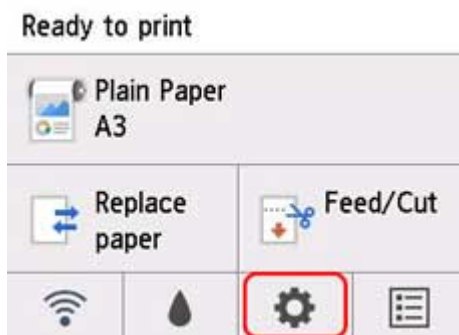 Ready to print
Plain Paper
A3
Replace
paper
Feed/Cut